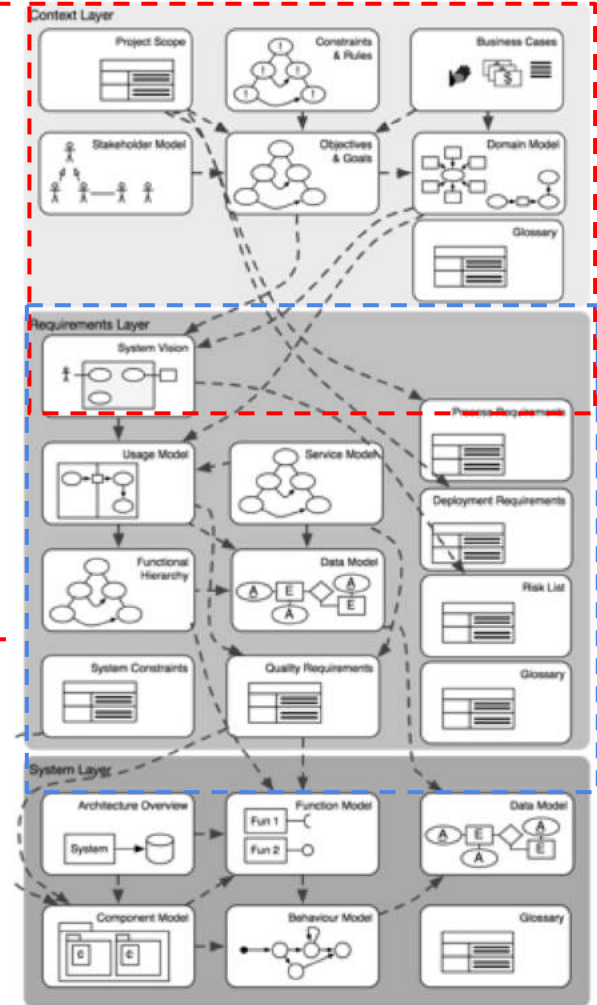 Context Layer
Project Scope
Constraints
& Rules
! ! ! ! !
Business Cases
$
Stakeholder Model
Objectives
& Goals
Domain Model
Glossary
Requirements Layer
System Vision
Process Requirements
Usage Model
Service Model
Deployment Requirements
Functional
Hierarchy
Data Model
A E A E
A
Risk List
System Constraints
Quality Requirements
Glossary
System Layer
Architecture Overview
System
Function Model
Fun 1
Fun 2
Data Model
A E A E
A
Component Model
C C
Behaviour Model
Glossary